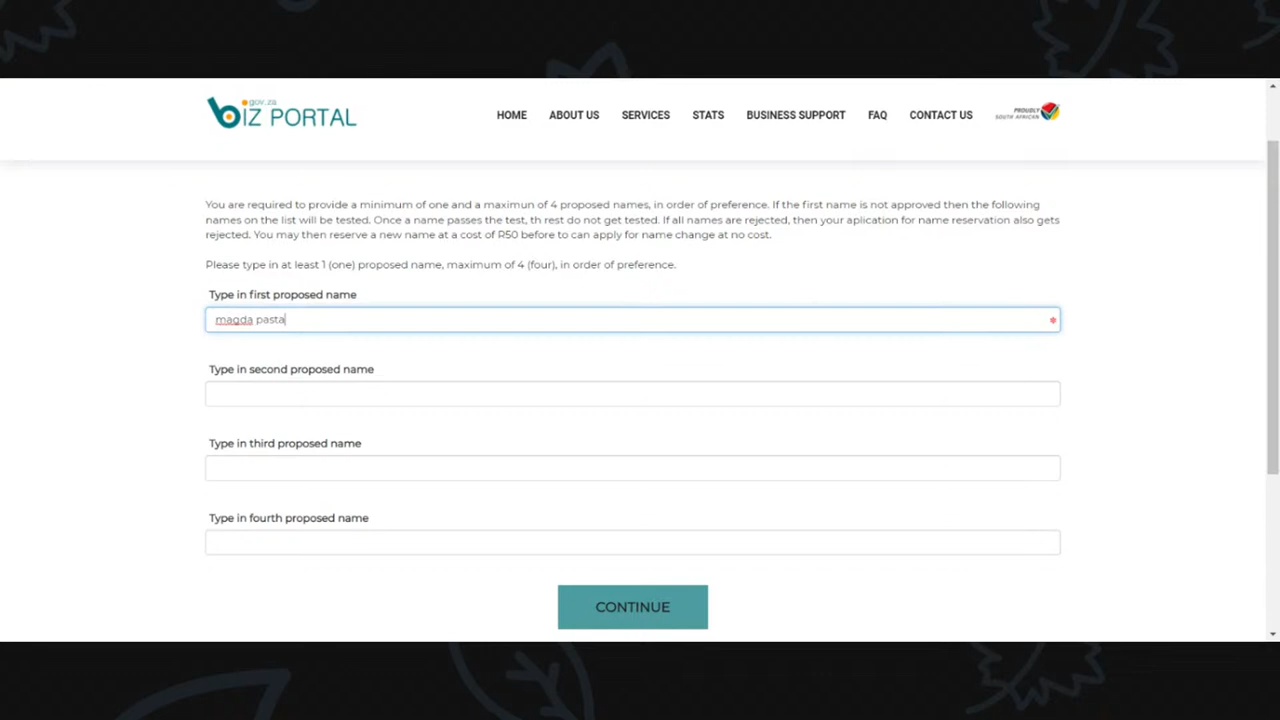 gov.za
biz PORTAL
HOME ABOUT US SERVICES STATS BUSINESS SUPPORT FAQ CONTACT US
PROUDLY
SOUTH AFRICAN
You are required to provide a minimum of one and a maximun of 4 proposed names, in order of preference. If the first name is not approved then the following
names on the list will be tested. Once a name passes the test, th rest do not get tested. If all names are rejected, then your aplication for name reservation also gets
rejected. You may then reserve a new name at a cost of R50 before to can apply for name change at no cost.
Please type in at least 1 (one) proposed name, maximum of 4 (four), in order of preference.
Type in first proposed name
magda pasta
Type in second proposed name
Type in third proposed name
Type in fourth proposed name
CONTINUE